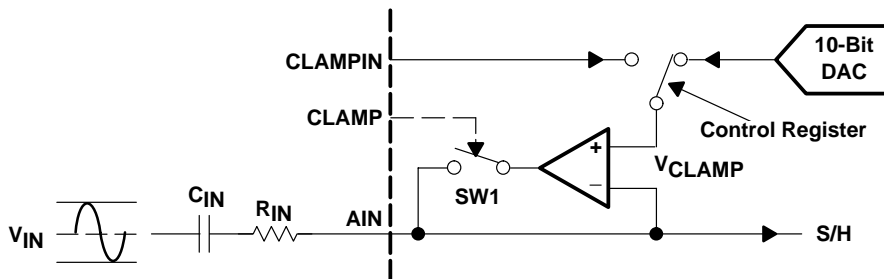 10-Bit
DAC
CLAMPIN
CLAMP
Control Register
+
VCLAMP
–
SW1
CIN
RIN
AIN
VIN
S/H